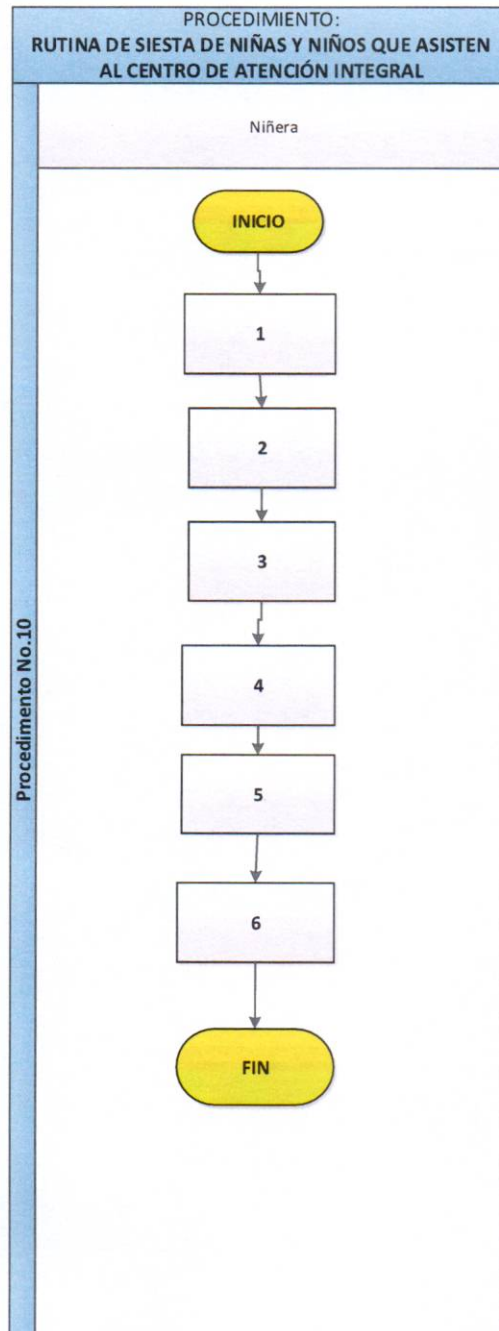 PROCEDIMIENTO:
RUTINA DE SIESTA DE NIÑAS Y NIÑOS QUE ASISTEN
AL CENTRO DE ATENCIÓN INTEGRAL
Niñera
Procedimento No.10
INICIO
1
2
3
4
5
6
FIN